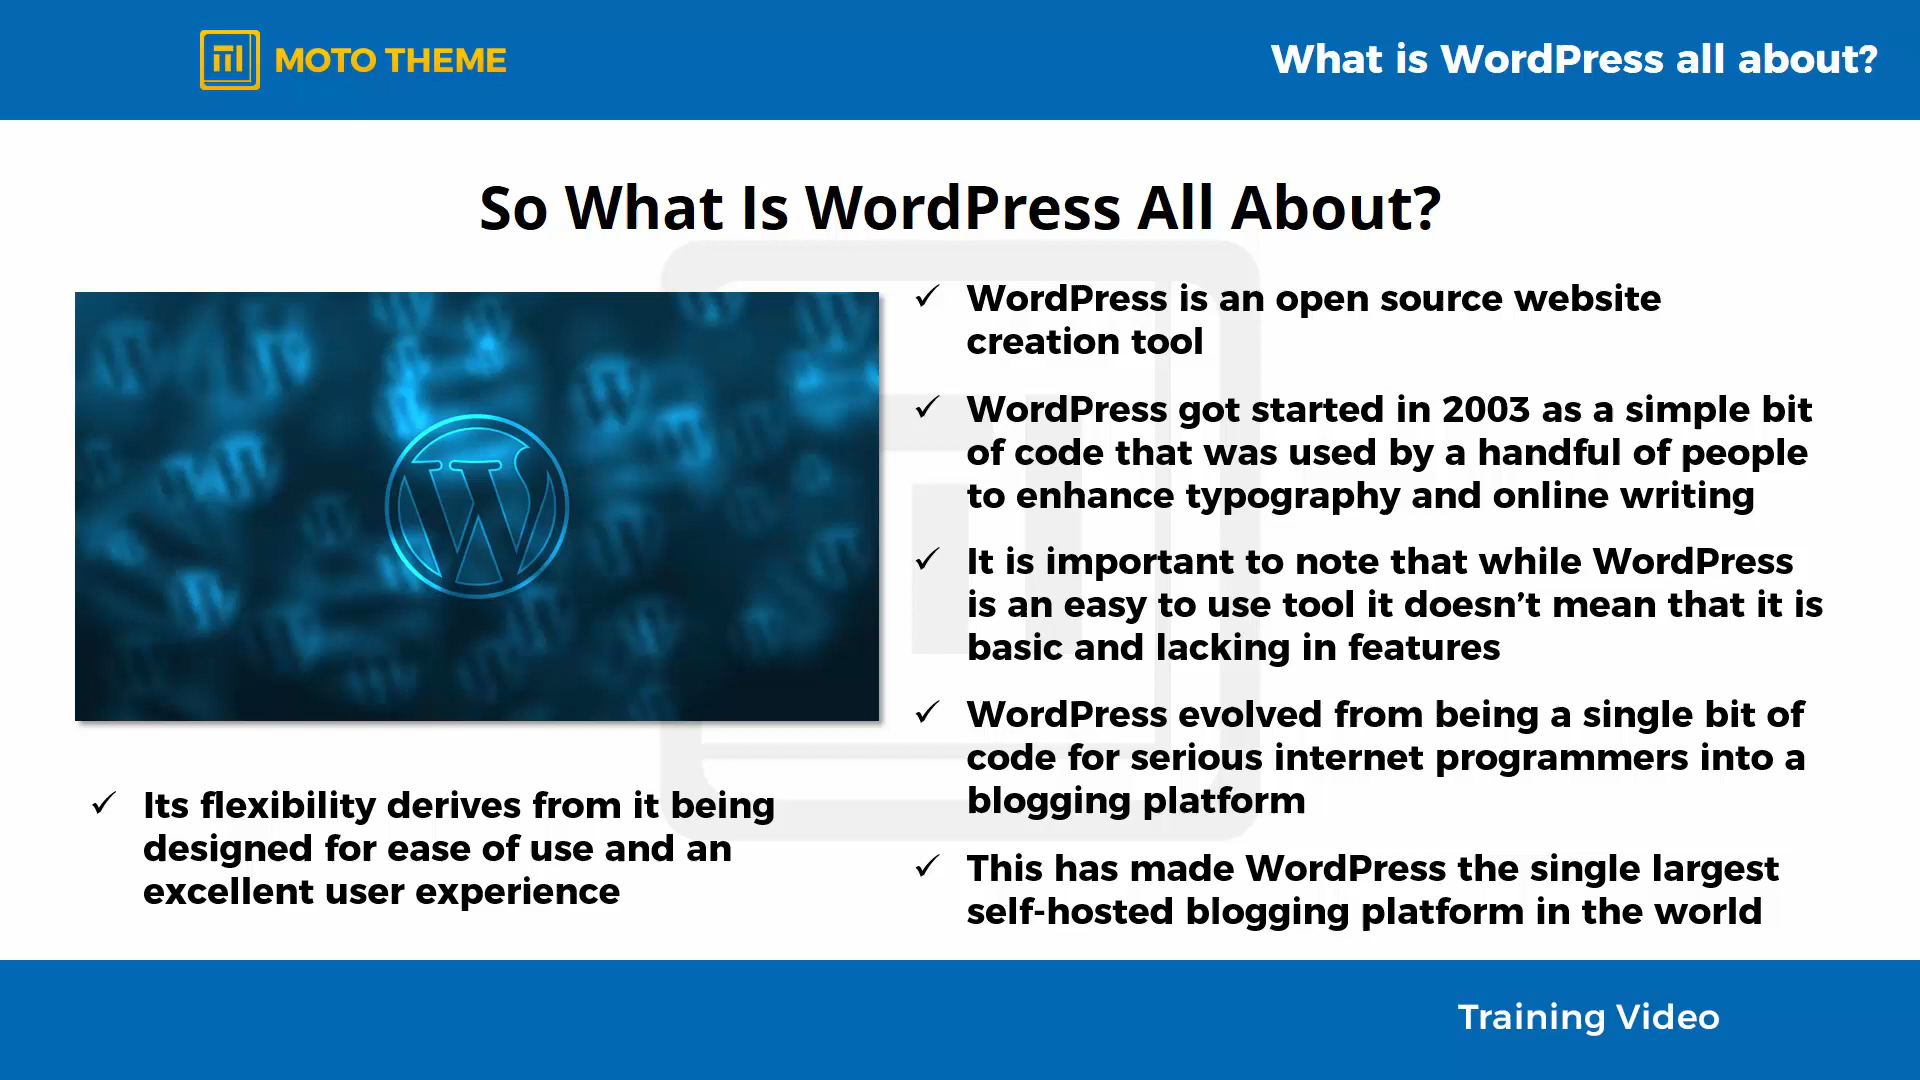 MOTO THEME
What is WordPress all about?
So What Is WordPress All About?
✓ WordPress is an open source website
creation tool
✓ WordPress got started in 2003 as a simple bit
of code that was used by a handful of people
to enhance typography and online writing
✓ It is important to note that while WordPress
is an easy to use tool it doesn’t mean that it is
basic and lacking in features
✓ WordPress evolved from being a single bit of
code for serious internet programmers into a
blogging platform
✓ This has made WordPress the single largest
self-hosted blogging platform in the world
✓ Its flexibility derives from it being
designed for ease of use and an
excellent user experience
Training Video